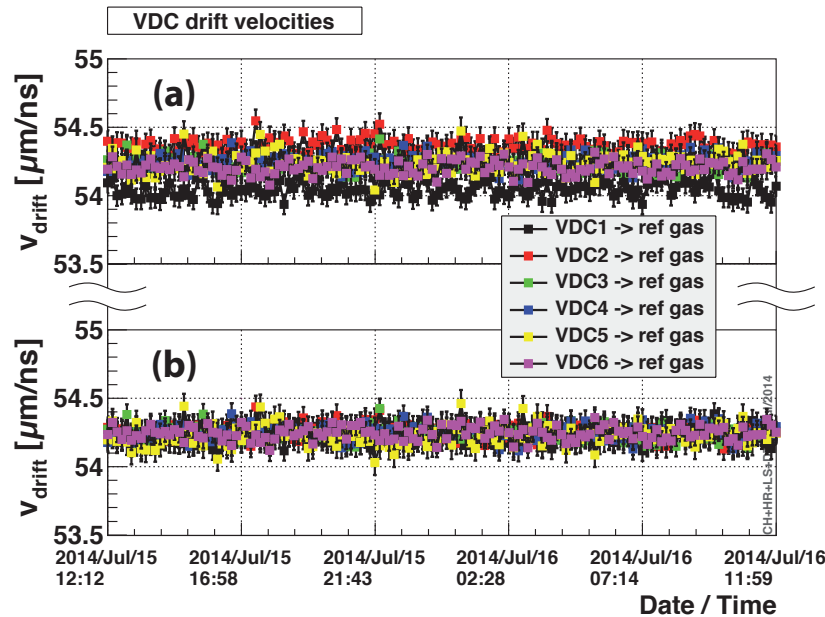 VDC drift velocities
55
(a)
54.5
54
53.5
v_drift [μm/ns]
VDC1 -> ref gas
VDC2 -> ref gas
VDC3 -> ref gas
VDC4 -> ref gas
VDC5 -> ref gas
VDC6 -> ref gas
55
(b)
54.5
54
53.5
v_drift [μm/ns]
2014/Jul/15 2014/Jul/15 2014/Jul/15 2014/Jul/16 2014/Jul/16 2014/Jul/16
12:12 16:58 21:43 02:28 07:14 11:59
Date / Time